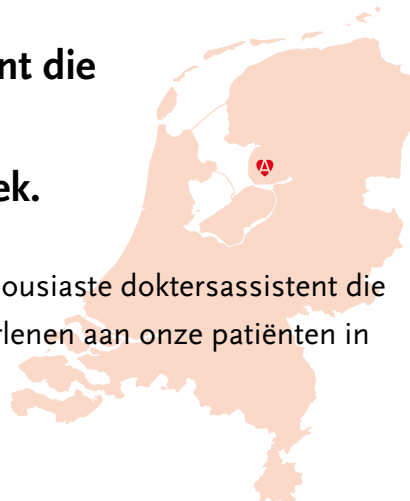 nt die
ek.
A
ousiaste doktersassistent die
rlenen aan onze patiënten in